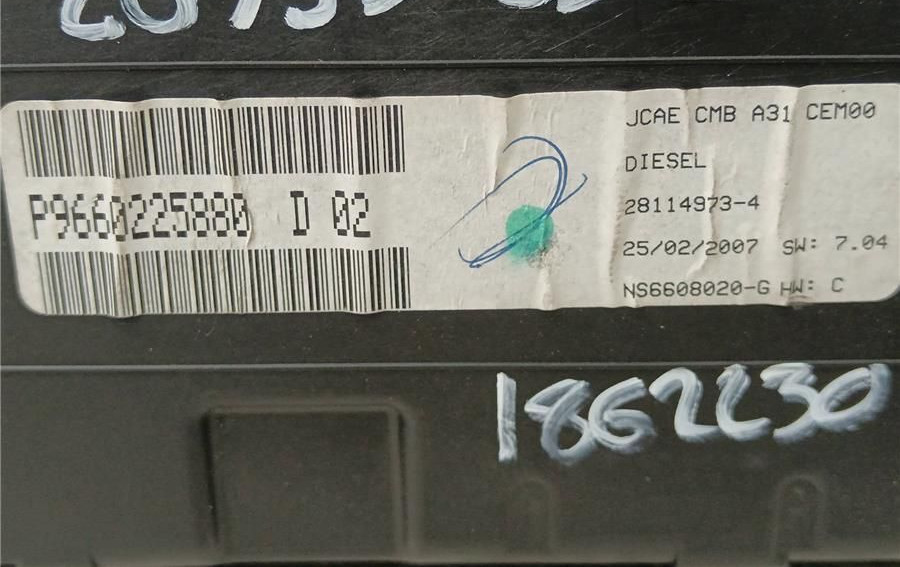 P9660225880 D 02
JCAE CMB A31 CEM00
DIESEL
28114973-4
25/02/2007 SW: 7.04
NS6608020-G HW: C
1862230